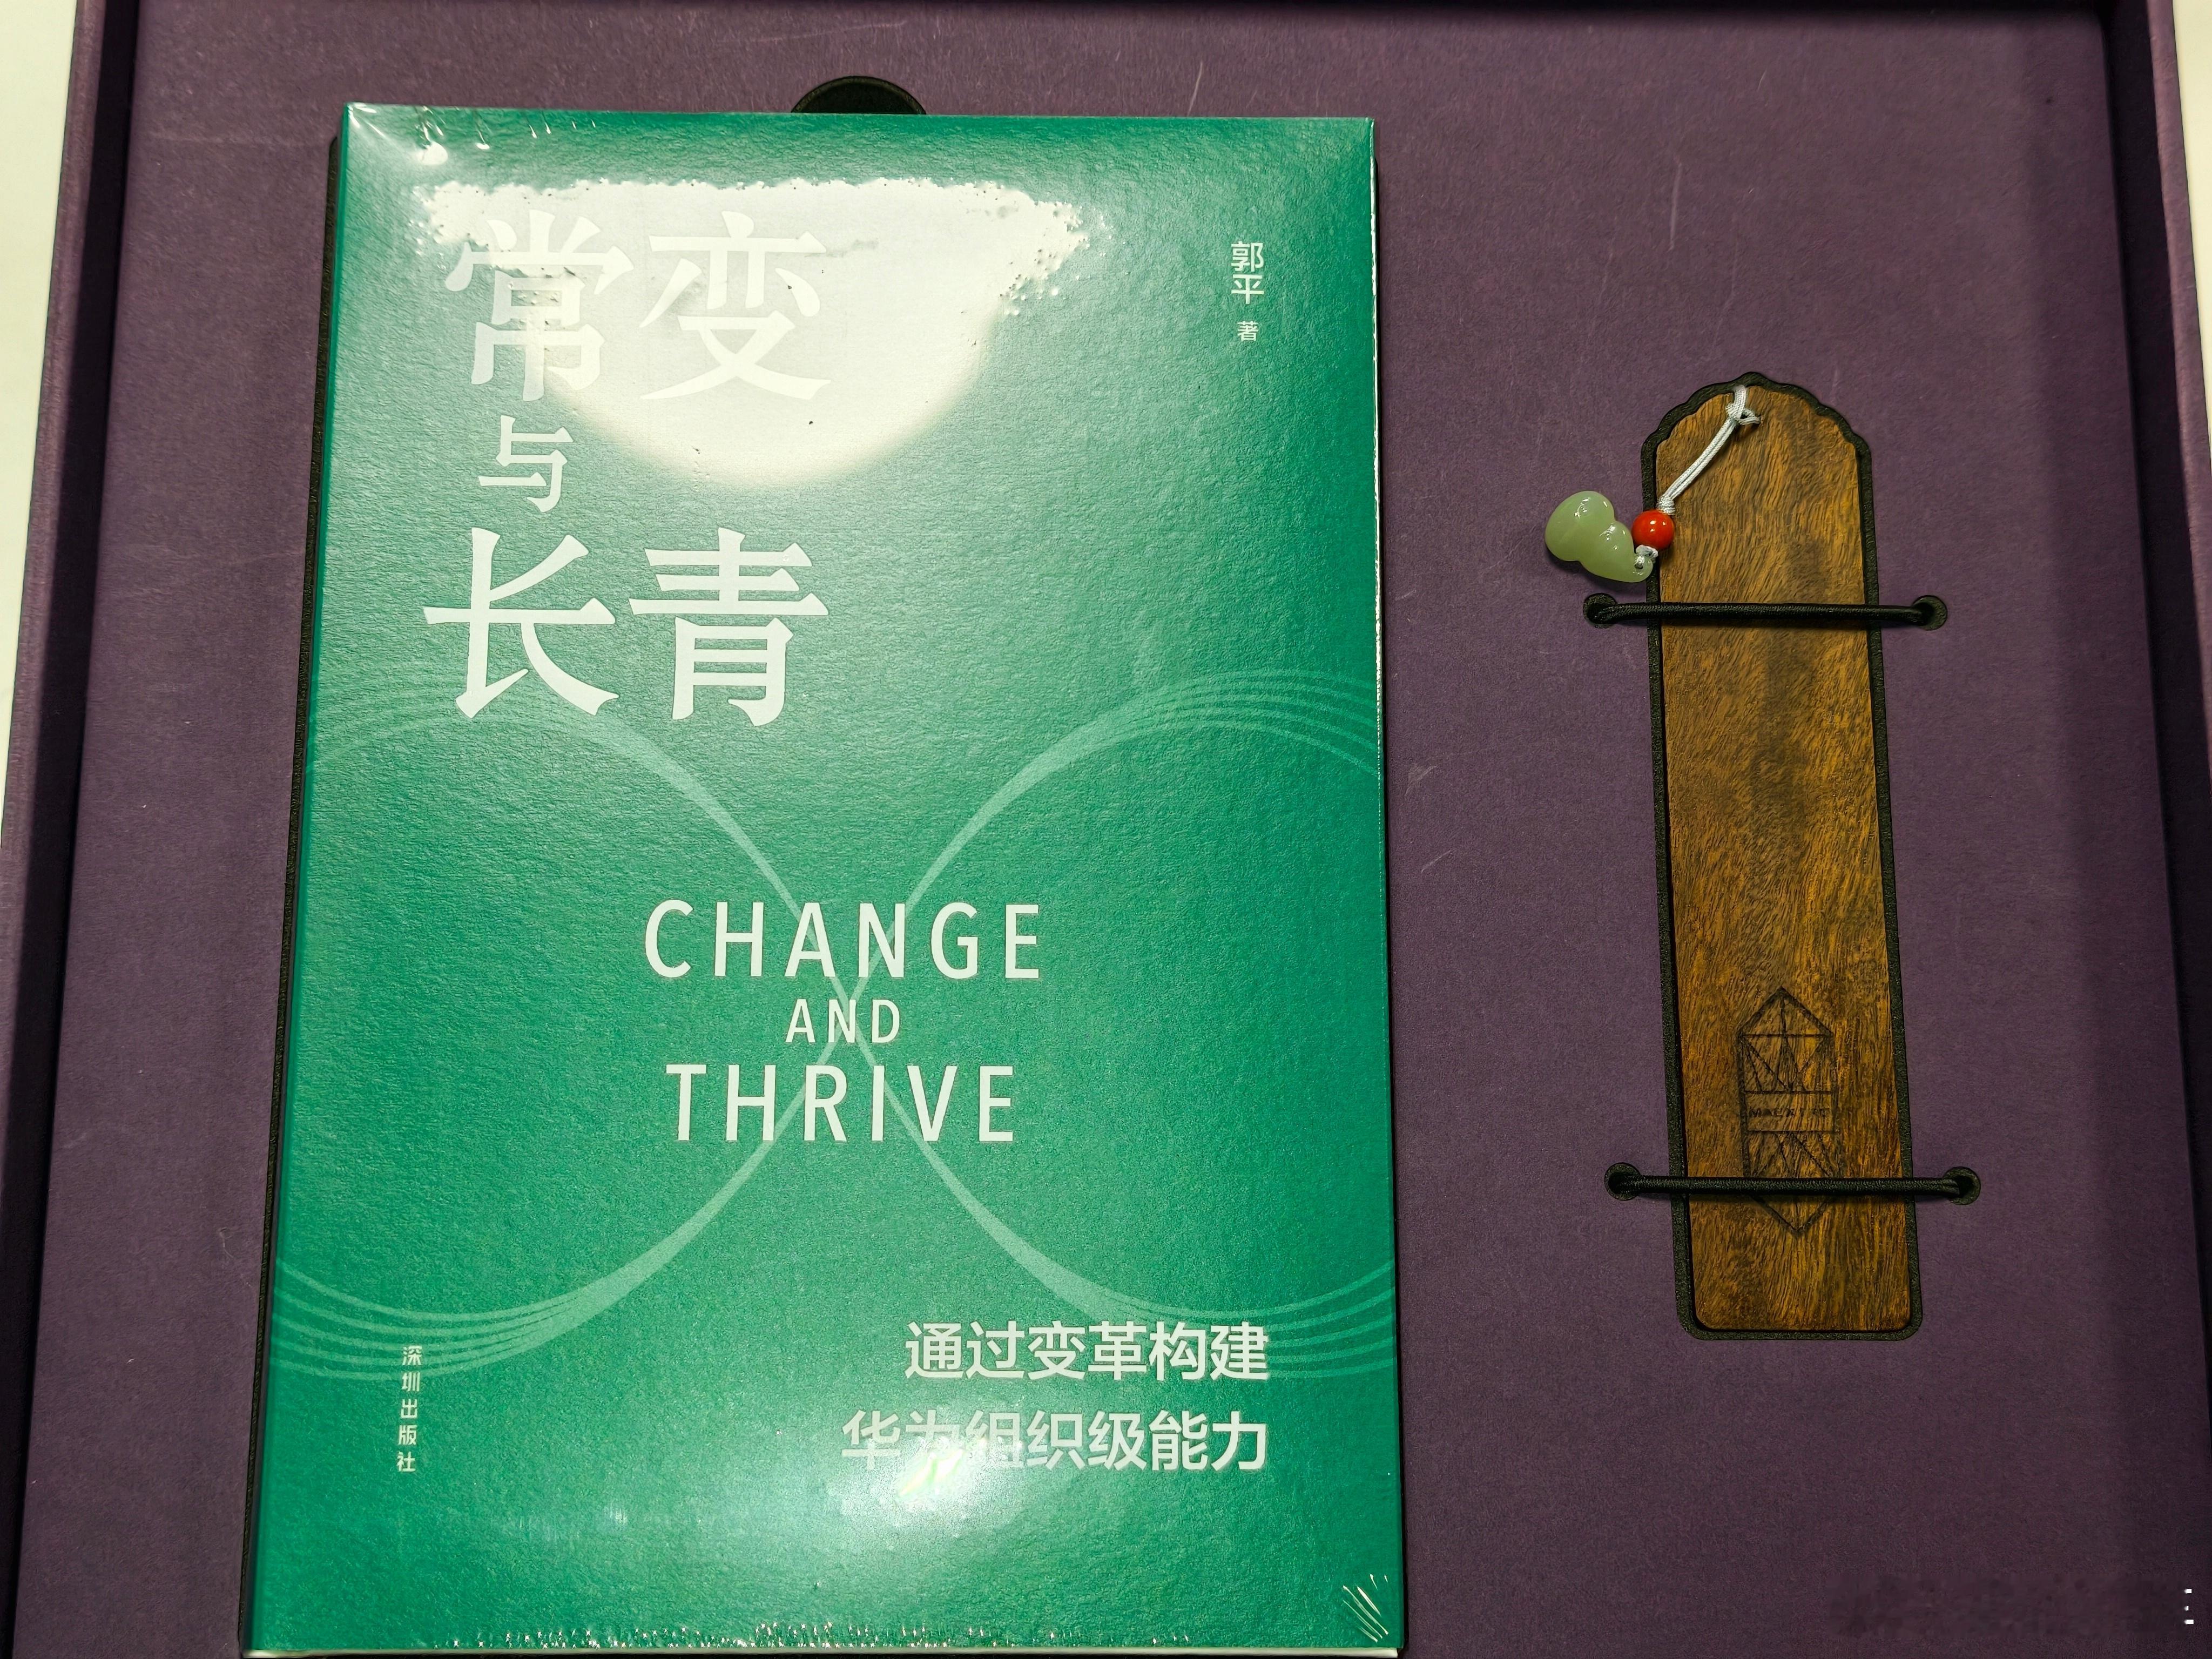 常变
与
长青
郭平 著
CHANGE
AND
THRIVE
通过变革构建
华为组织级能力
深圳出版社
MAEXTRO